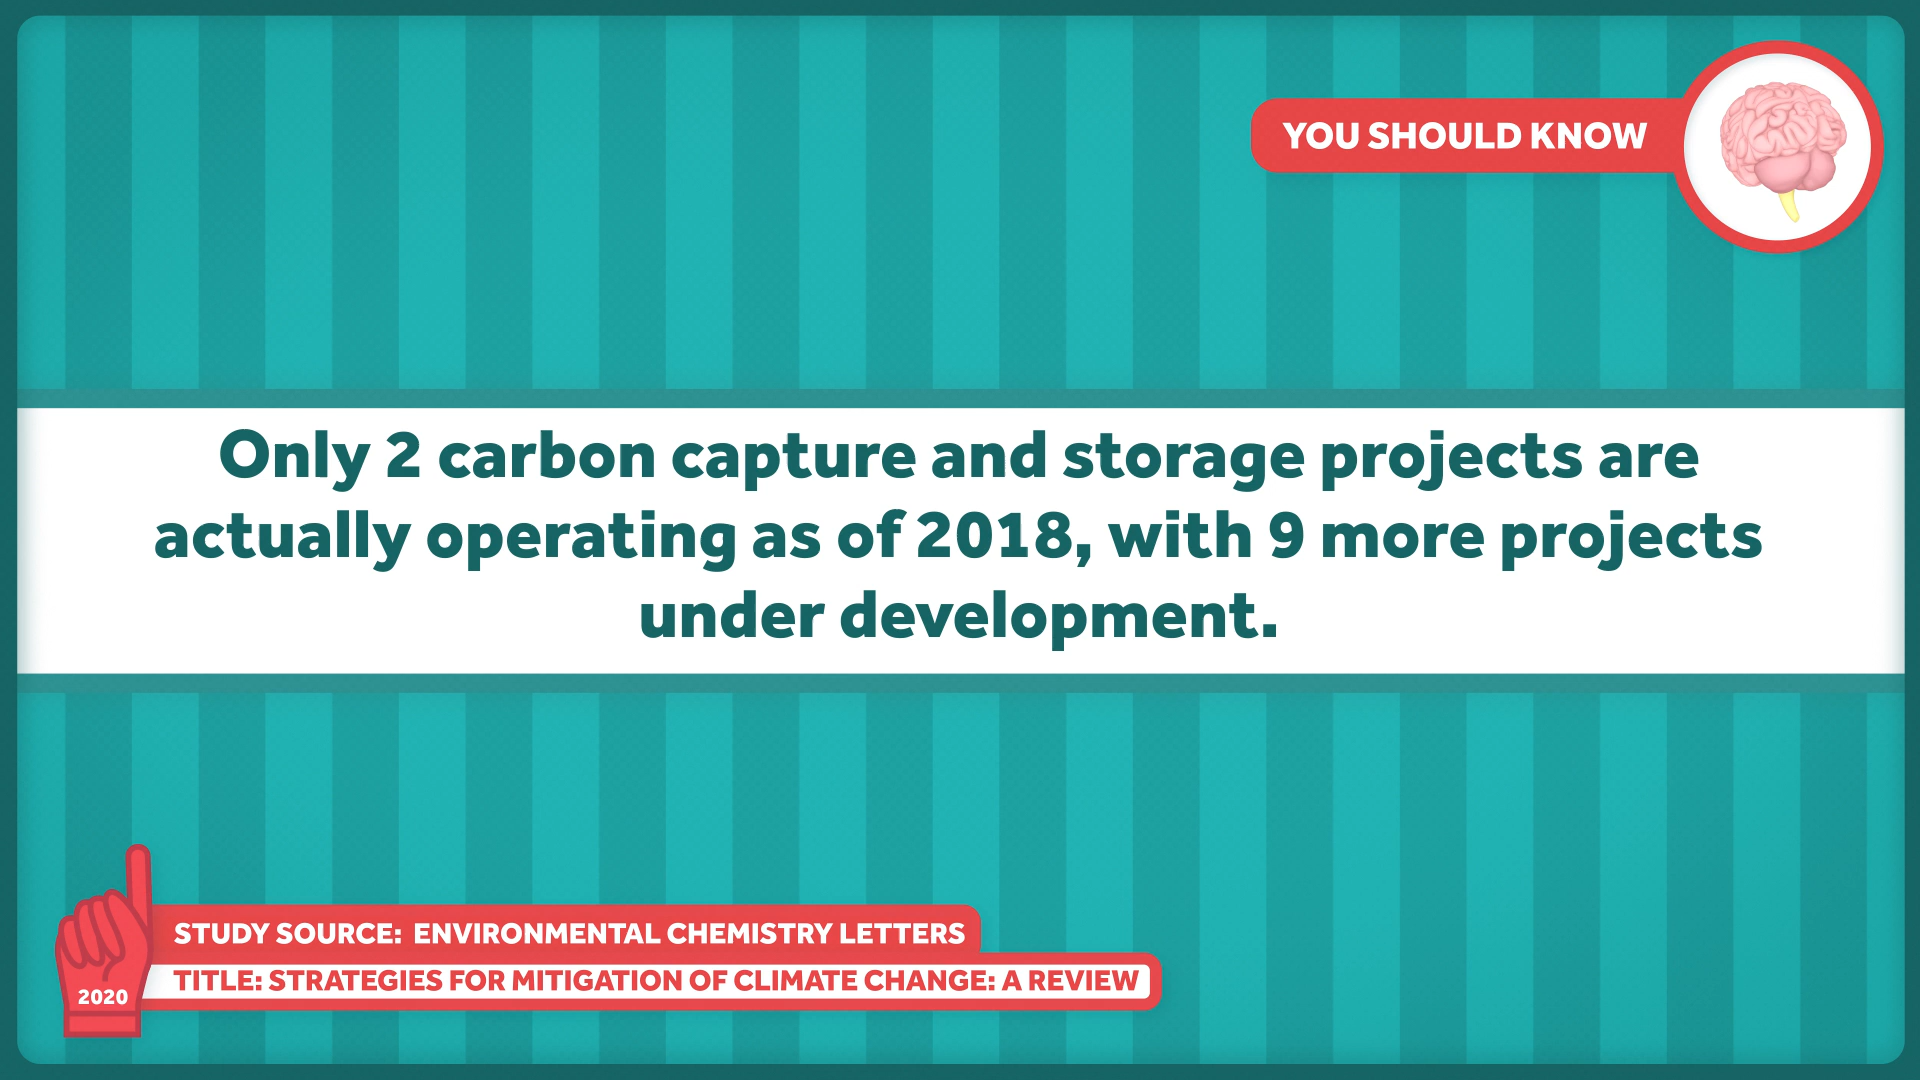 YOU SHOULD KNOW
Only 2 carbon capture and storage projects are
actually operating as of 2018, with 9 more projects
under development.
STUDY SOURCE: ENVIRONMENTAL CHEMISTRY LETTERS
TITLE: STRATEGIES FOR MITIGATION OF CLIMATE CHANGE: A REVIEW
2020